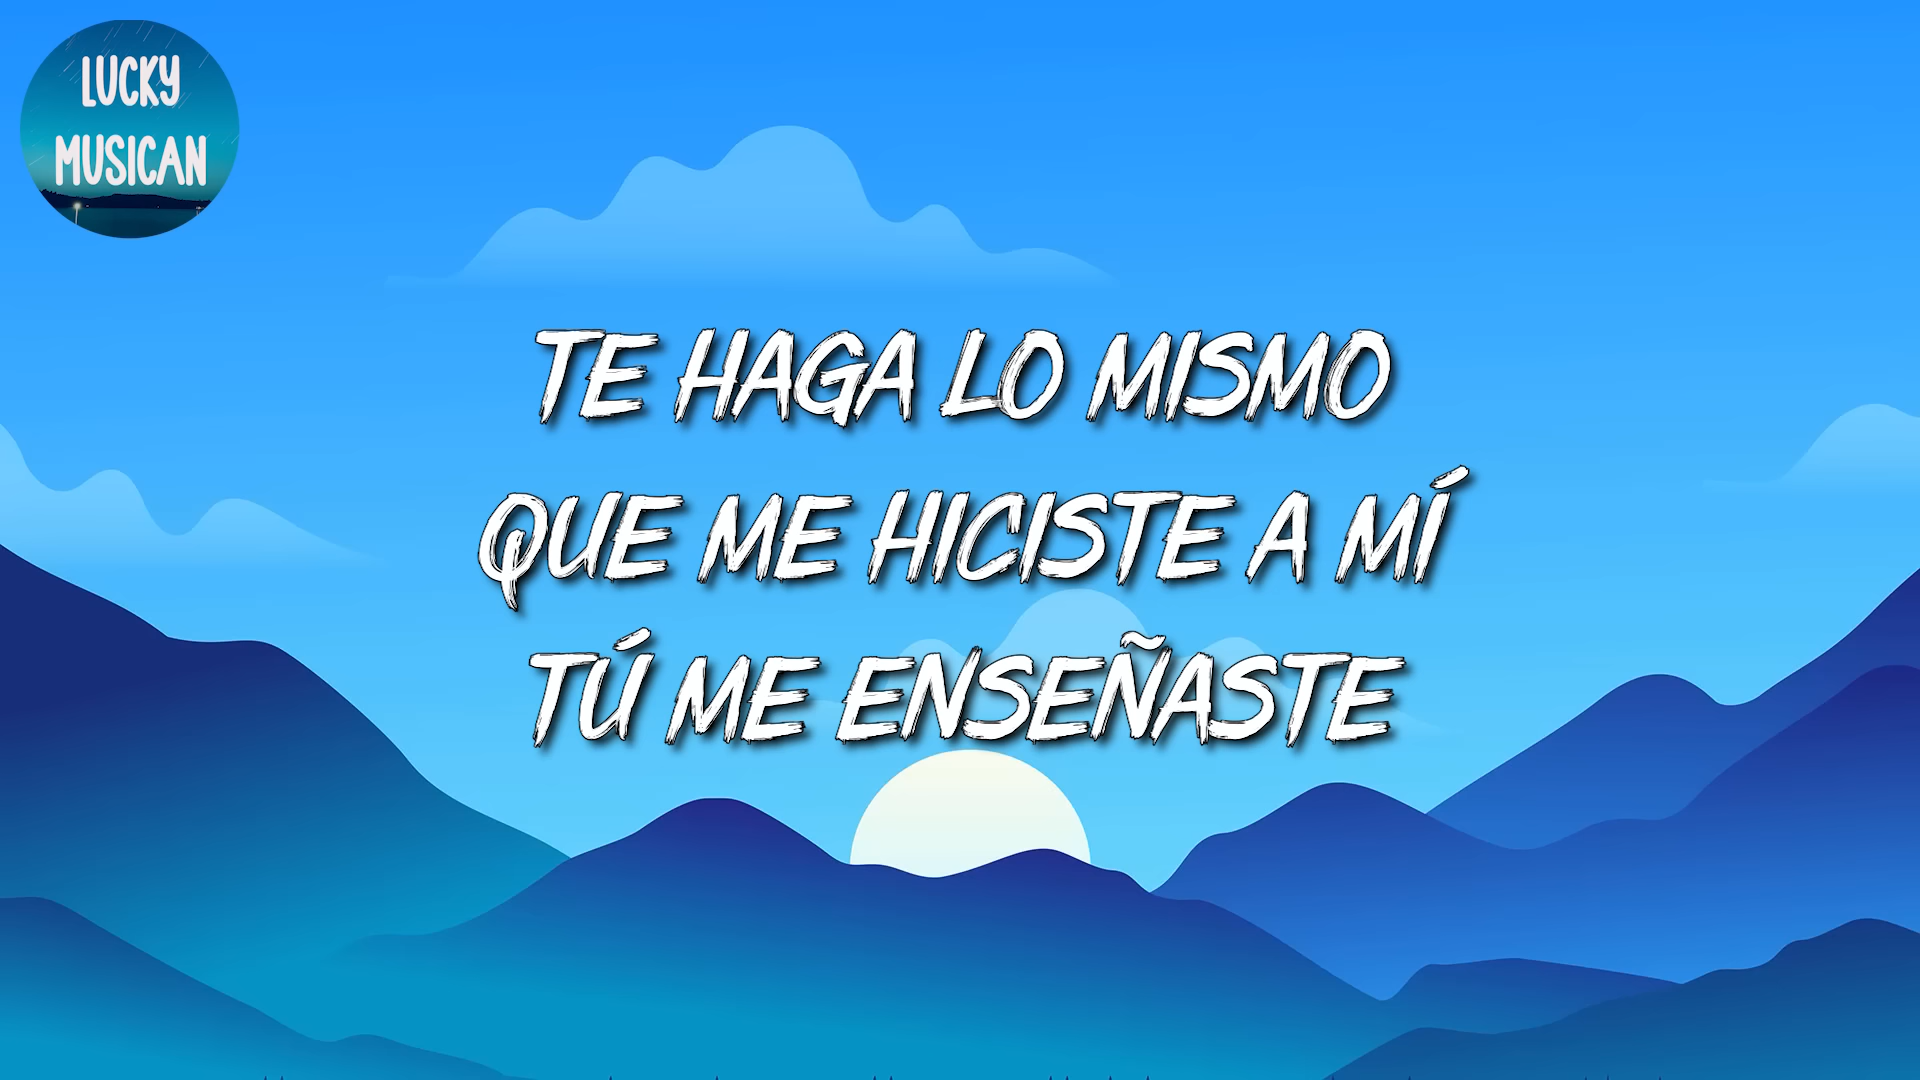 LUCKY
MUSICAN
TE HAGA LO MISMO
QUE ME HICISTE A MÍ
TÚ ME ENSEÑASTE